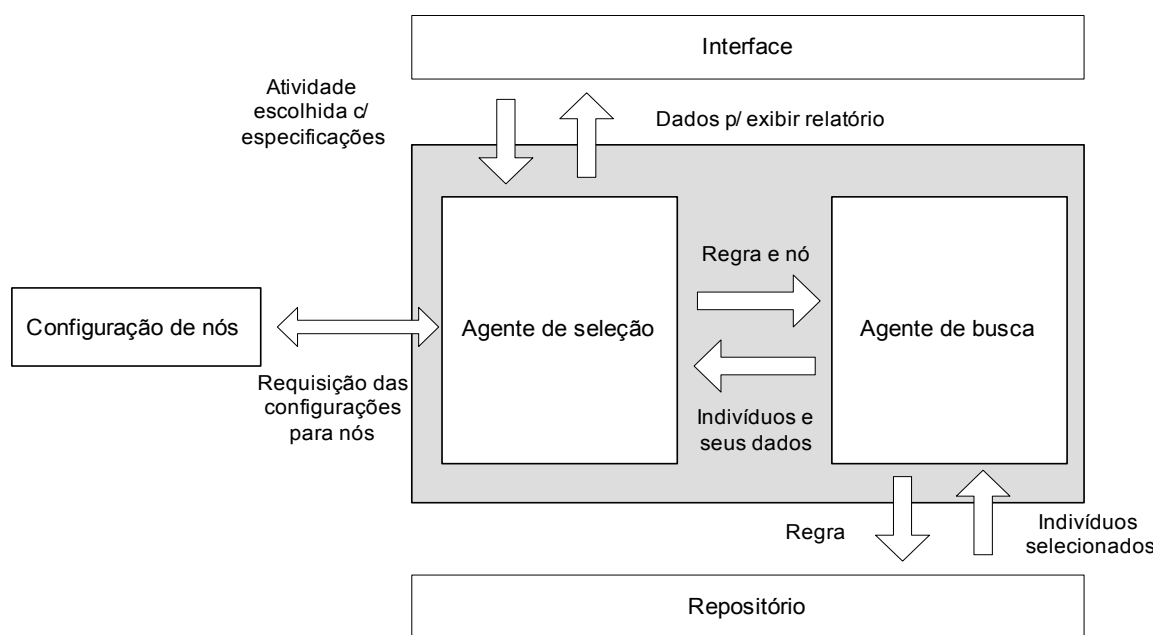 Interface
Atividade
escolhida c/
especificações
Dados p/ exibir relatório
Regra e nó
Configuração de nós
Agente de seleção
Agente de busca
Requisição das
configurações
para nós
Indivíduos e
seus dados
Regra
Indivíduos
selecionados
Repositório